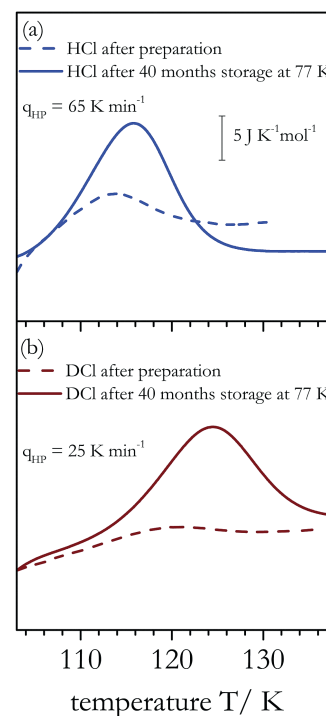 (a)
HCl after preparation
HCl after 40 months storage at 77 K
q_HP = 65 K min⁻¹
5 J K⁻¹mol⁻¹
(b)
DCl after preparation
DCl after 40 months storage at 77 K
q_HP = 25 K min⁻¹
110 120 130
temperature T/ K